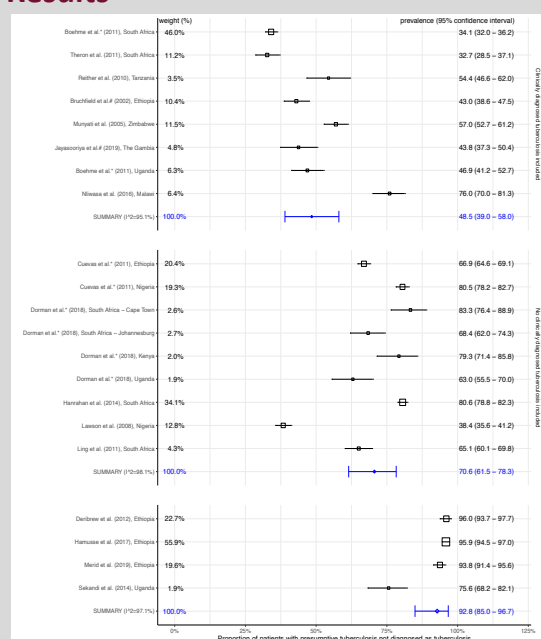 Results
weight (%) prevalence (95% confidence interval)
Boehme et al.* (2011), South Africa 46.0% 34.1 (32.0 – 36.2)
Theron et al. (2011), South Africa 11.2% 32.7 (28.5 – 37.1)
Reither et al. (2010), Tanzania 3.5% 54.4 (46.6 – 62.0)
Bruchfield et al.# (2002), Ethiopia 10.4% 43.0 (38.6 – 47.5)
Munyati et al. (2005), Zimbabwe 11.5% 57.0 (52.7 – 61.2)
Jayasooriya et al.# (2019), The Gambia 4.8% 43.8 (37.3 – 50.4)
Boehme et al.* (2011), Uganda 6.3% 46.9 (41.2 – 52.7)
Nliwasa et al. (2016), Malawi 6.4% 76.0 (70.0 – 81.3)
SUMMARY (I^2=95.1%) 100.0% 48.5 (39.0 – 58.0)
Clinically diagnosed tuberculosis included
Cuevas et al.* (2011), Ethiopia 20.4% 66.9 (64.6 – 69.1)
Cuevas et al.* (2011), Nigeria 19.3% 80.5 (78.2 – 82.7)
Dorman et al.* (2018), South Africa – Cape Town 2.6% 83.3 (76.4 – 88.9)
Dorman et al.* (2018), South Africa – Johannesburg 2.7% 68.4 (62.0 – 74.3)
Dorman et al.* (2018), Kenya 2.0% 79.3 (71.4 – 85.8)
Dorman et al.* (2018), Uganda 1.9% 63.0 (55.5 – 70.0)
Hanrahan et al. (2014), South Africa 34.1% 80.6 (78.8 – 82.3)
Lawson et al. (2008), Nigeria 12.8% 38.4 (35.6 – 41.2)
Ling et al. (2011), South Africa 4.3% 65.1 (60.1 – 69.8)
SUMMARY (I^2=98.1%) 100.0% 70.6 (61.5 – 78.3)
No clinically diagnosed tuberculosis included
Deribrew et al. (2012), Ethiopia 22.7% 96.0 (93.7 – 97.7)
Hamusee et al. (2017), Ethiopia 55.9% 95.9 (94.5 – 97.0)
Merid et al. (2019), Ethiopia 19.6% 93.8 (91.4 – 95.6)
Sekandi et al. (2014), Uganda 1.9% 75.6 (68.2 – 82.1)
SUMMARY (I^2=97.1%) 100.0% 92.8 (85.0 – 96.7)
0% 25% 50% 75% 100% 125%
Proportion of patients with presumptive tuberculosis not diagnosed as tuberculosis